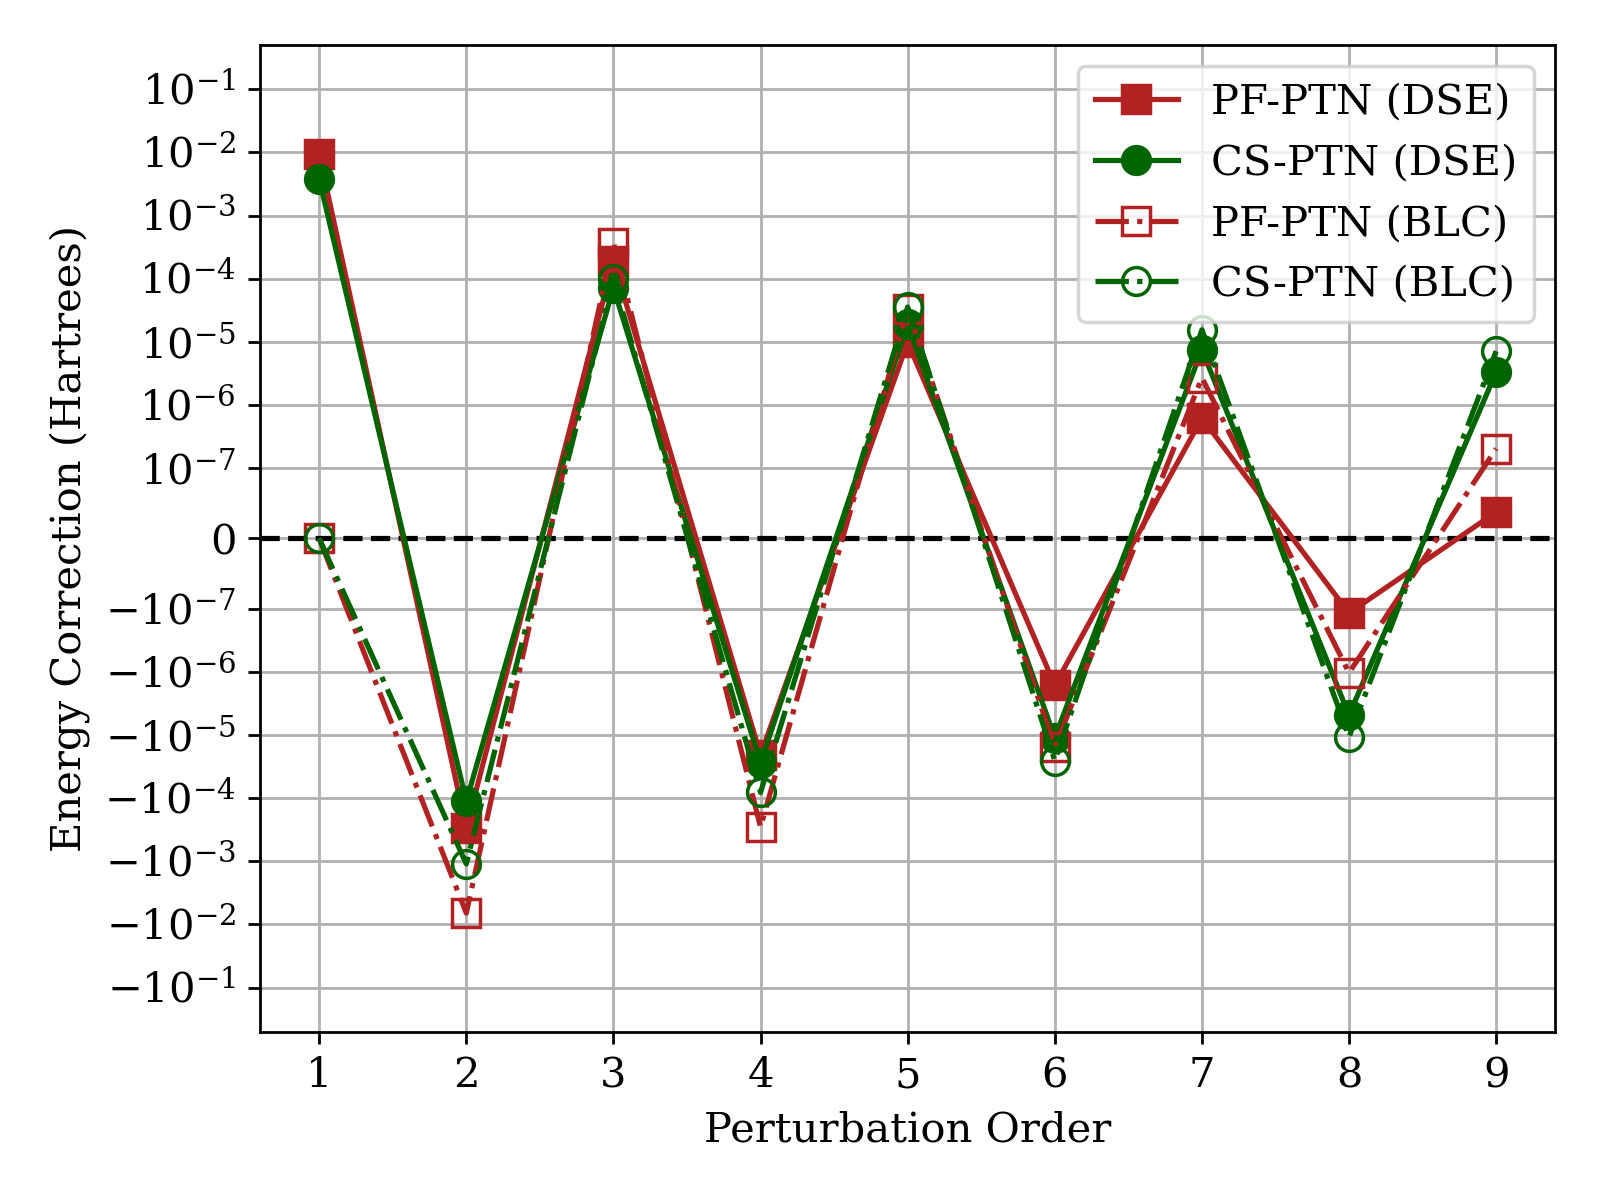 Energy Correction (Hartrees)
10⁻¹
10⁻²
10⁻³
10⁻⁴
10⁻⁵
10⁻⁶
10⁻⁷
0
−10⁻⁷
−10⁻⁶
−10⁻⁵
−10⁻⁴
−10⁻³
−10⁻²
−10⁻¹
PF-PTN (DSE)
CS-PTN (DSE)
PF-PTN (BLC)
CS-PTN (BLC)
1 2 3 4 5 6 7 8 9
Perturbation Order